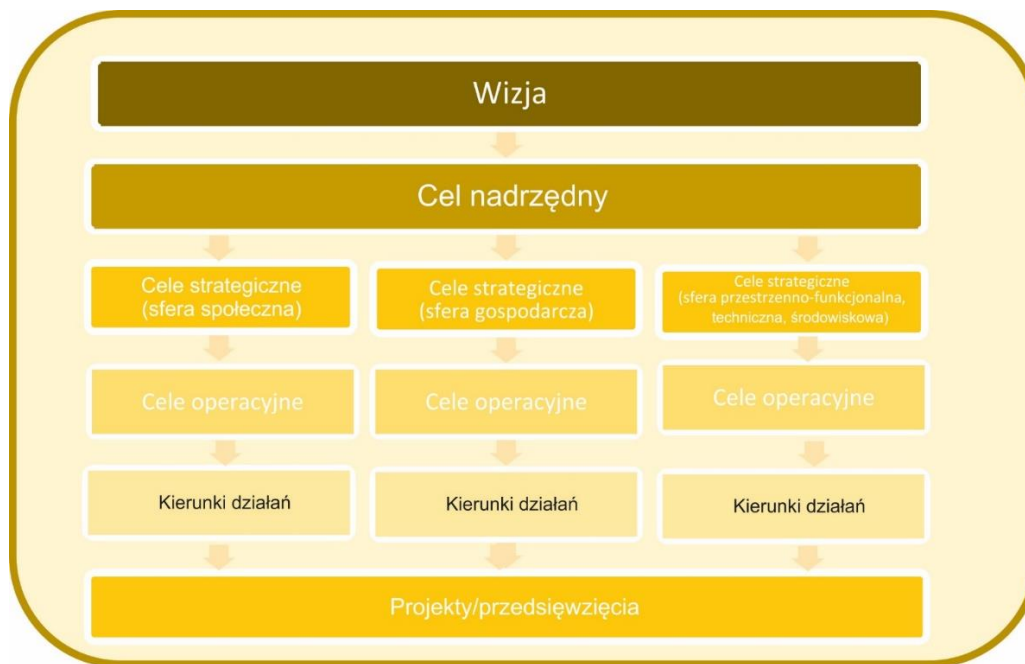 Wizja
Cel nadrzędny
Cele strategiczne
(sfera społeczna)
Cele strategiczne
(sfera gospodarcza)
Cele strategiczne
(sfera przestrzenno-funkcjonalna,
techniczna, środowiskowa)
Cele operacyjne
Cele operacyjne
Cele operacyjne
Kierunki działań
Kierunki działań
Kierunki działań
Projekty/przedsięwzięcia